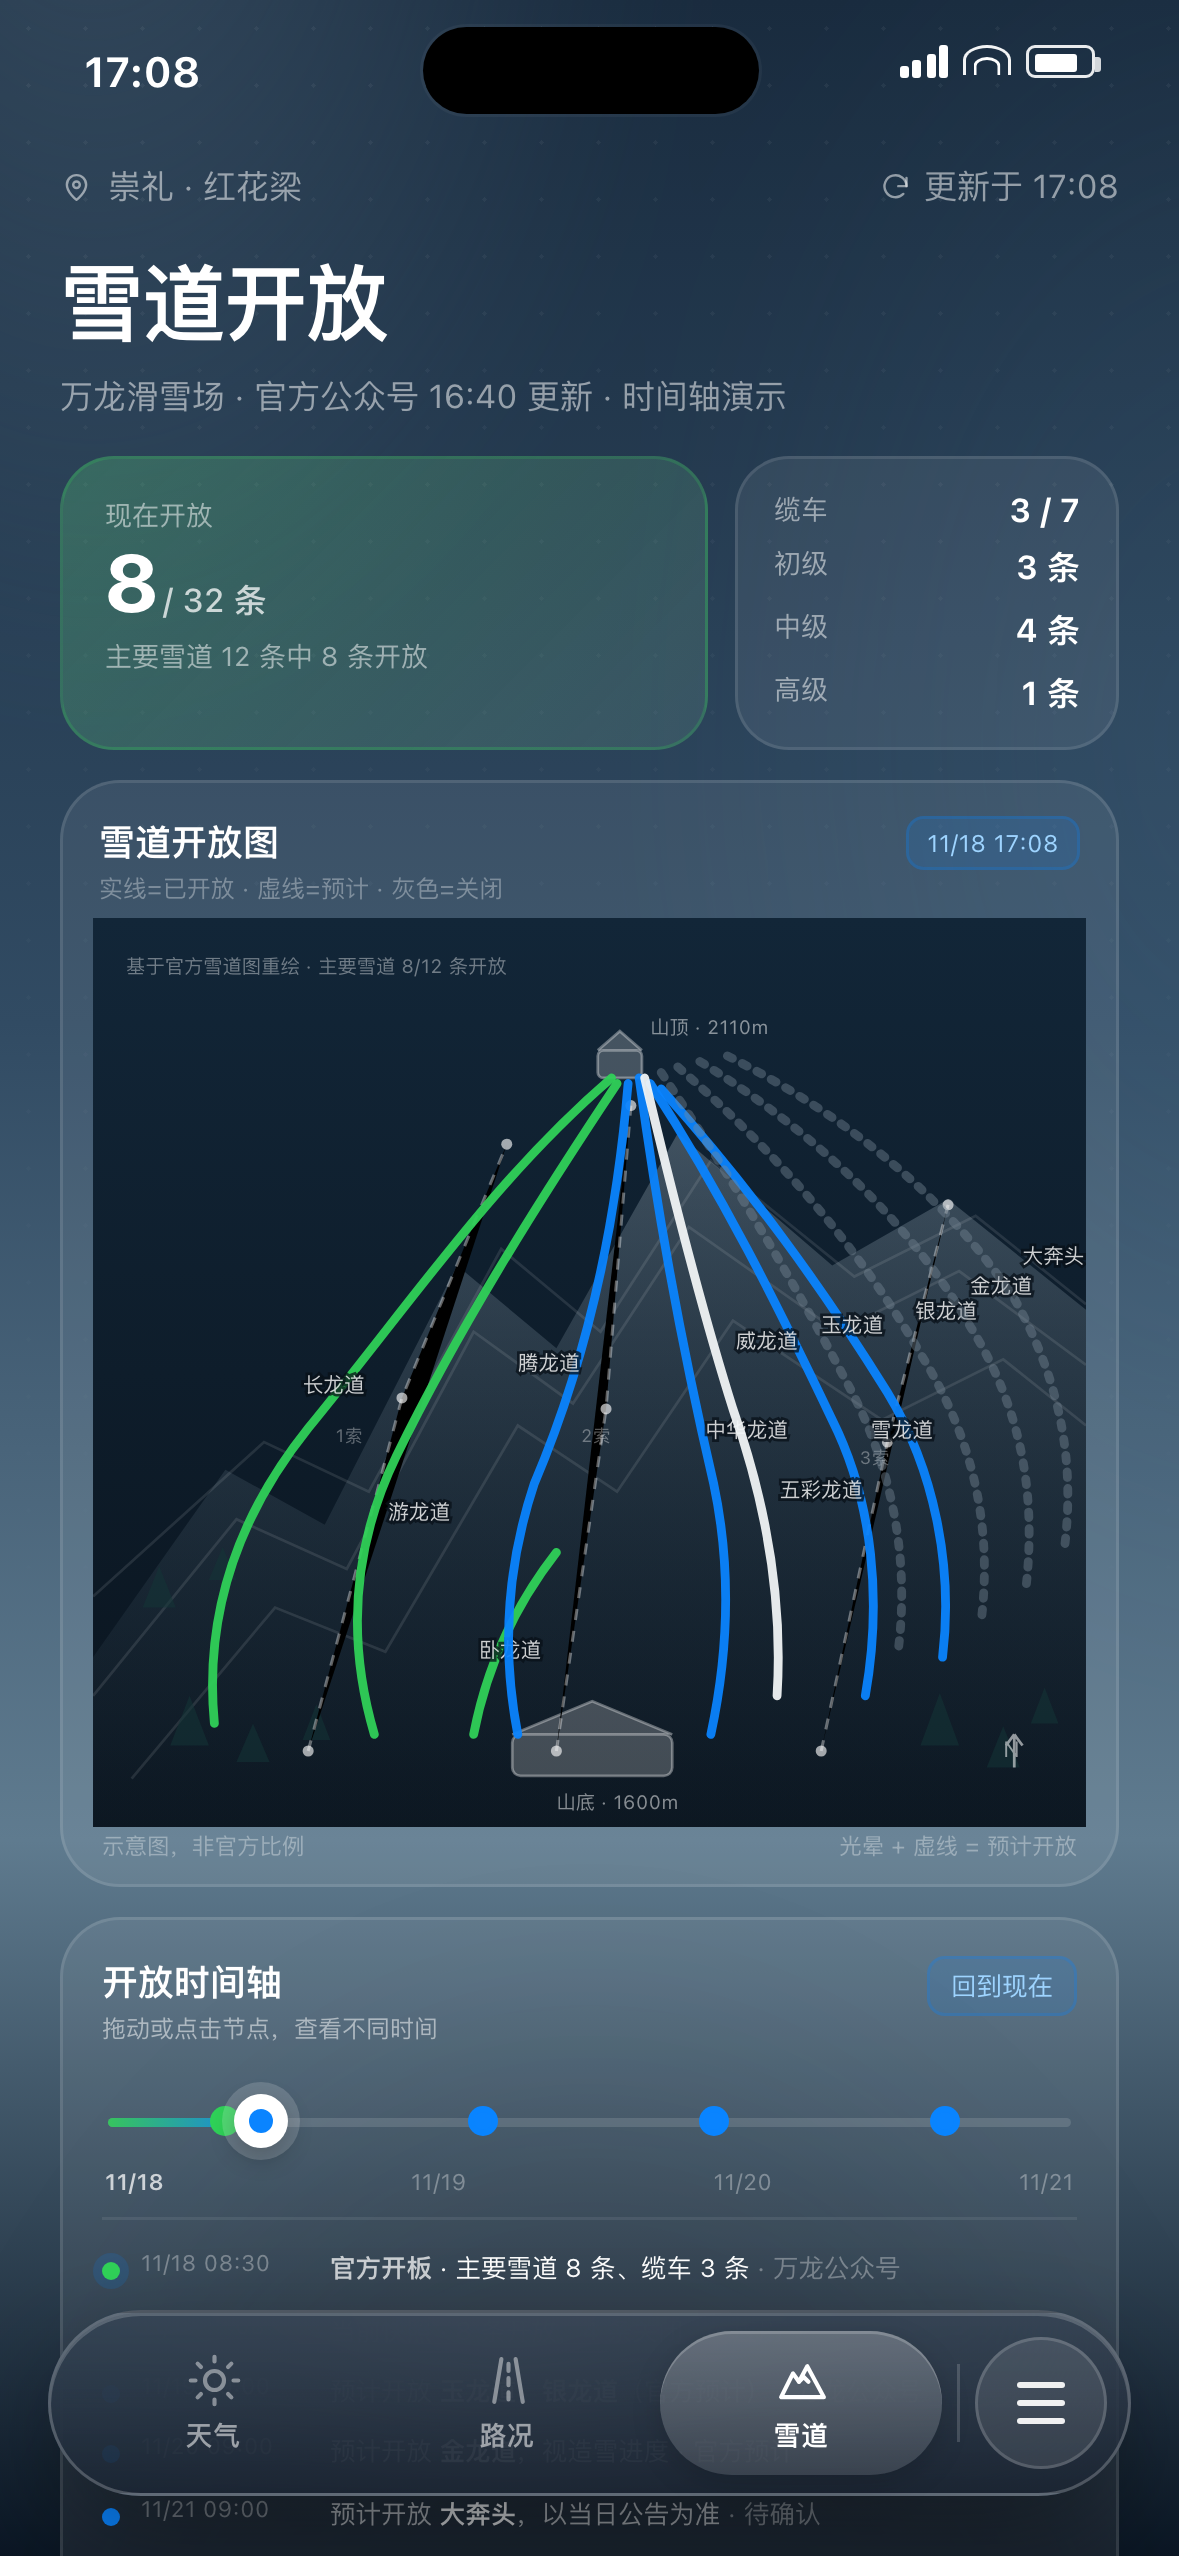 17:08
崇礼 · 红花梁
更新于 17:08
雪道开放
万龙滑雪场 · 官方公众号 16:40 更新 · 时间轴演示
现在开放
8 / 32 条
主要雪道 12 条中 8 条开放
缆车 3 / 7
初级 3 条
中级 4 条
高级 1 条
雪道开放图
11/18 17:08
实线=已开放 · 虚线=预计 · 灰色=关闭
基于官方雪道图重绘 · 主要雪道 8/12 条开放
山顶 · 2110m
大奔头
金龙道
银龙道
玉龙道
威龙道
腾龙道
长龙道
1索
2索
中华龙道
雪龙道
3索
五彩龙道
游龙道
卧龙道
N
山底 · 1600m
示意图，非官方比例
光晕 + 虚线 = 预计开放
开放时间轴
回到现在
拖动或点击节点，查看不同时间
11/18
11/19
11/20
11/21
11/18 08:30 官方开板 · 主要雪道 8 条、缆车 3 条 · 万龙公众号
天气
路况
雪道
预计开放 金龙道，视造雪进度
11/21 09:00 预计开放 大奔头，以当日公告为准 · 待确认